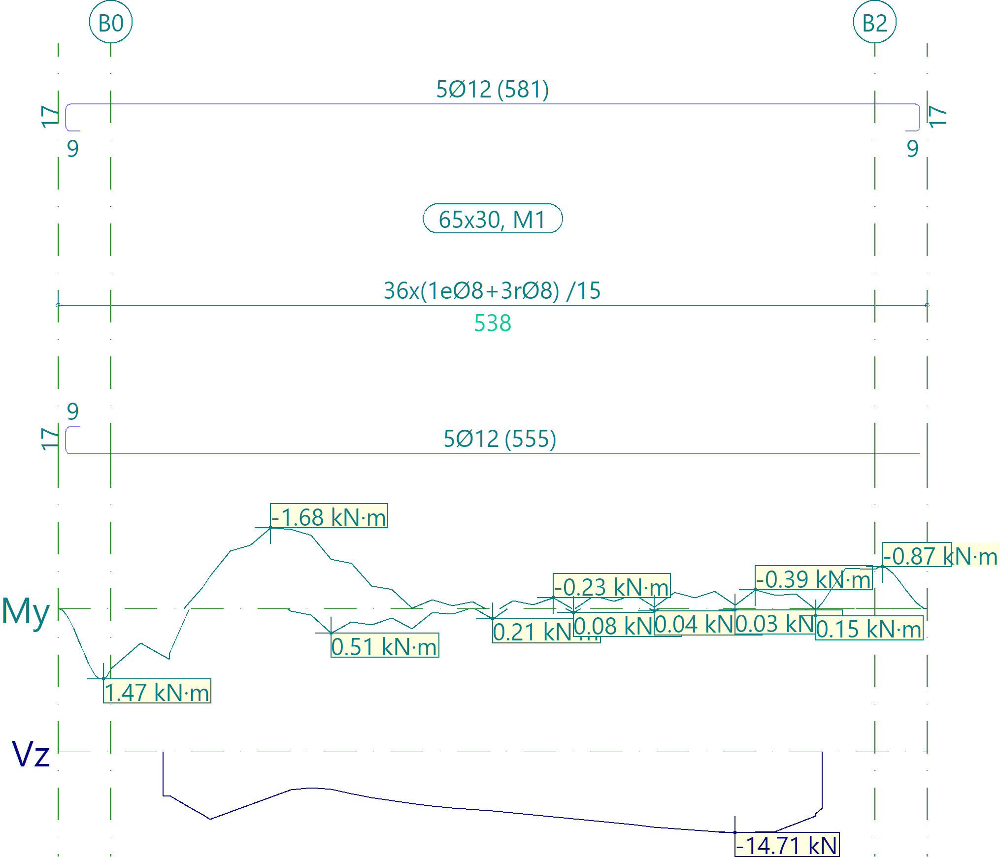 B0
B2
5Ø12 (581)
17
17
9
9
65x30, M1
36x(1eØ8+3rØ8) /15
538
9
17
5Ø12 (555)
-1.68 kN·m
-0.87 kN·m
-0.39 kN·m
-0.23 kN·m
My
0.21 kN
0.08 kN
0.04 kN
0.03 kN
0.15 kN·m
0.51 kN·m
1.47 kN·m
Vz
-14.71 kN